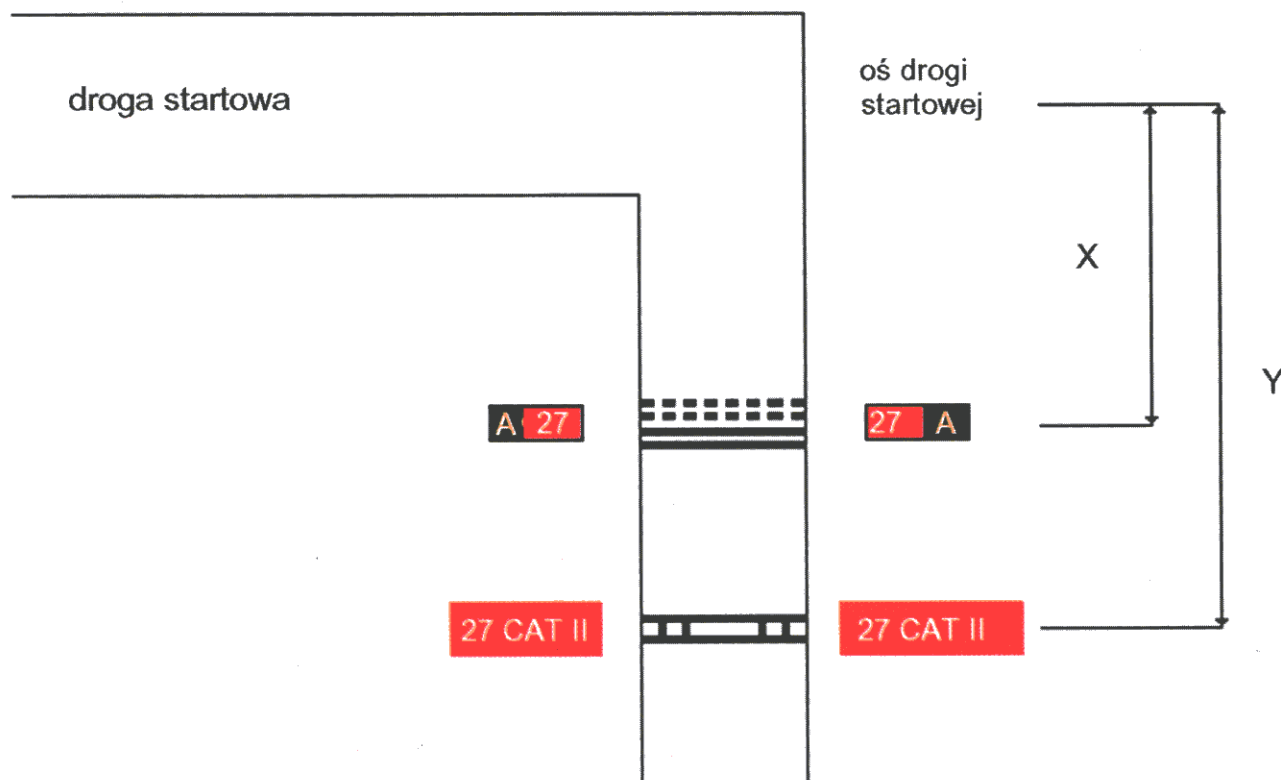 droga startowa
oś drogi
startowej
X
Y
A 27
27 A
27 CAT II
27 CAT II